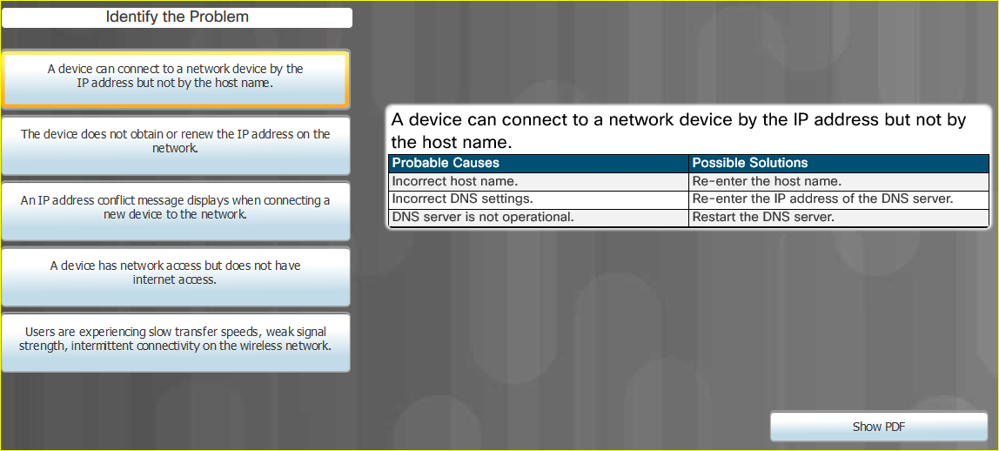 Identify the Problem
A device can connect to a network device by the
IP address but not by the host name.
The device does not obtain or renew the IP address on the
network.
An IP address conflict message displays when connecting a
new device to the network.
A device has network access but does not have
internet access.
Users are experiencing slow transfer speeds, weak signal
strength, intermittent connectivity on the wireless network.
A device can connect to a network device by the IP address but not by
the host name.
Probable Causes Possible Solutions
Incorrect host name. Re-enter the host name.
Incorrect DNS settings. Re-enter the IP address of the DNS server.
DNS server is not operational. Restart the DNS server.
Show PDF